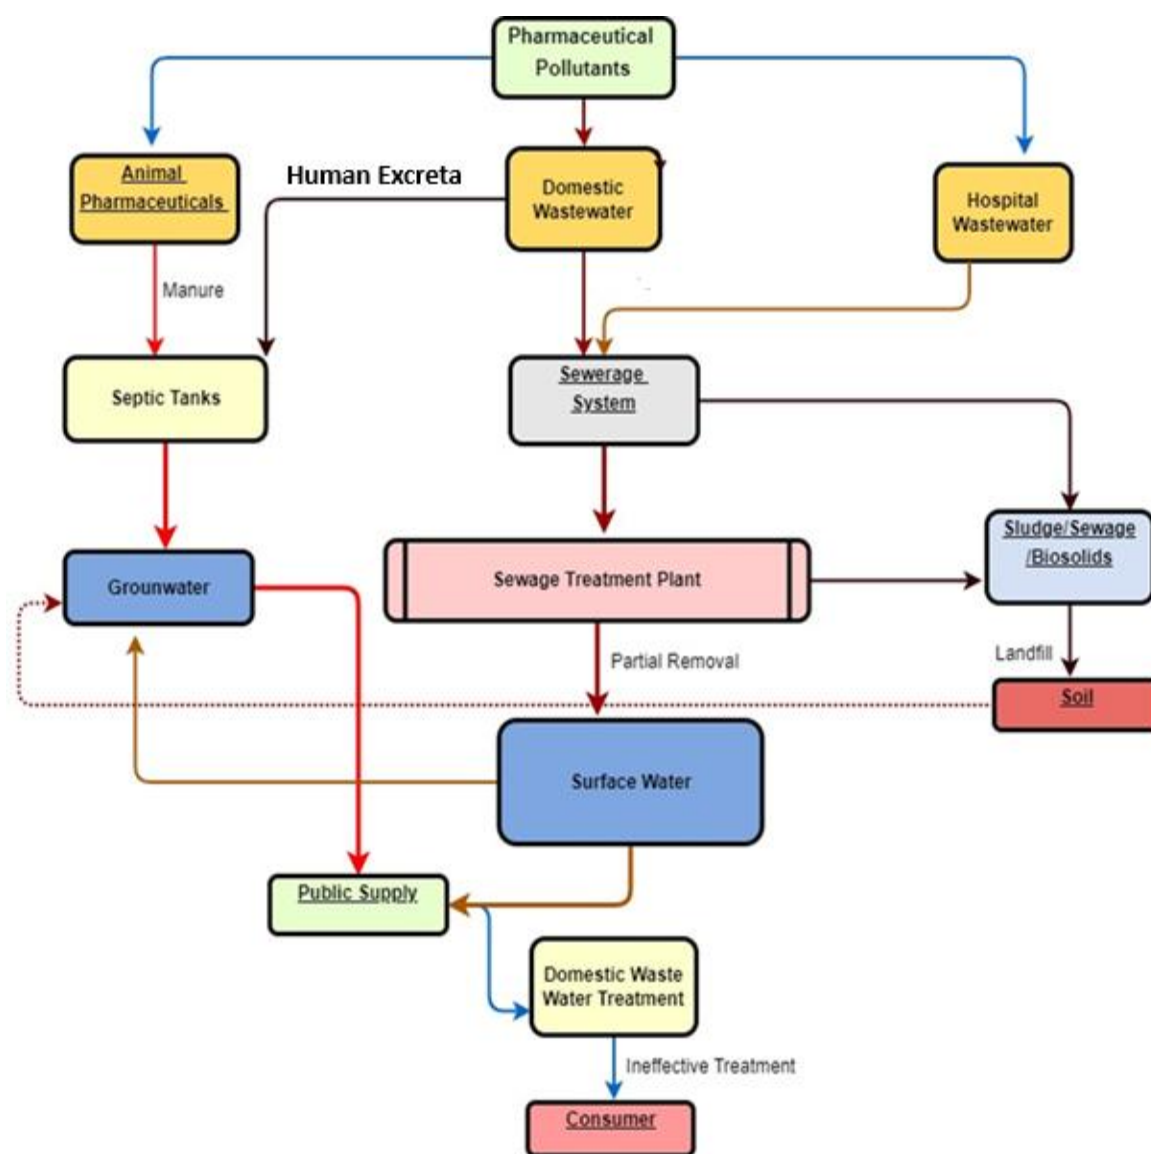 Pharmaceutical
Pollutants
Animal
Pharmaceuticals
Human Excreta
Domestic
Wastewater
Hospital
Wastewater
Manure
Septic Tanks
Sewerage
System
Grounwater
Sewage Treatment Plant
Sludge/Sewage
/Biosolids
Partial Removal
Landfill
Soil
Surface Water
Public Supply
Domestic Waste
Water Treatment
Ineffective Treatment
Consumer